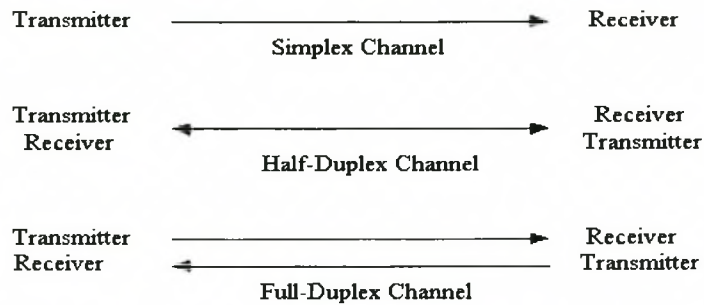 Transmitter Receiver
Simplex Channel
Transmitter Receiver
Receiver Transmitter
Half-Duplex Channel
Transmitter Receiver
Receiver Transmitter
Full-Duplex Channel